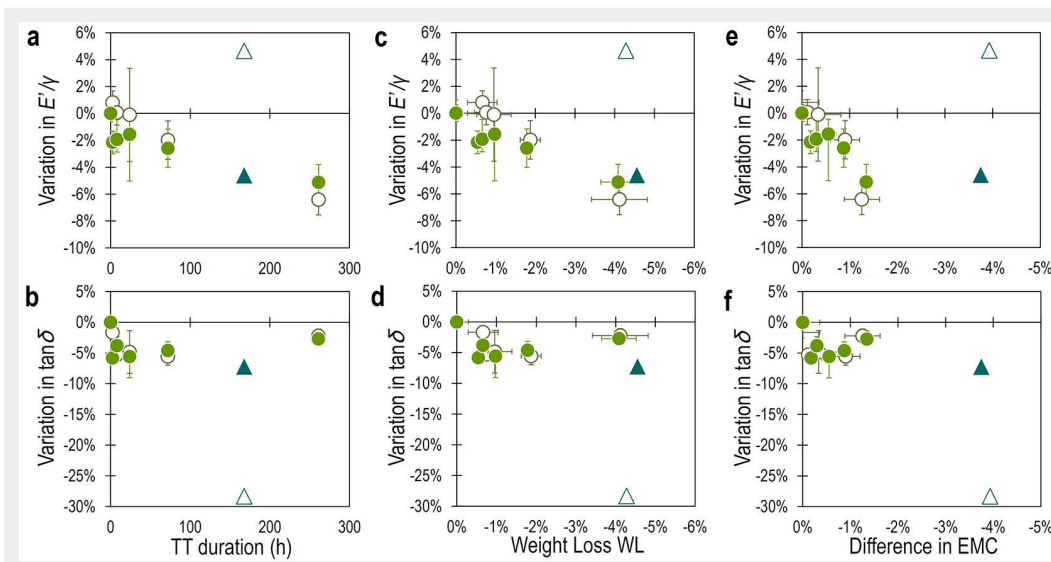 a
c
e
6%
4%
2%
0%
-2%
-4%
-6%
-8%
-10%
Variation in E'/γ
0 100 200 300
0% -1% -2% -3% -4% -5% -6%
0% -1% -2% -3% -4% -5%
b
d
f
5%
0%
-5%
-10%
-15%
-20%
-25%
-30%
Variation in tanδ
0 100 200 300
TT duration (h)
6%
4%
2%
0%
-2%
-4%
-6%
-8%
-10%
Variation in E'/γ
5%
0%
-5%
-10%
-15%
-20%
-25%
-30%
Variation in tanδ
0% -1% -2% -3% -4% -5% -6%
Weight Loss WL
6%
4%
2%
0%
-2%
-4%
-6%
-8%
-10%
Variation in E'/γ
5%
0%
-5%
-10%
-15%
-20%
-25%
-30%
Variation in tanδ
0% -1% -2% -3% -4% -5%
Difference in EMC